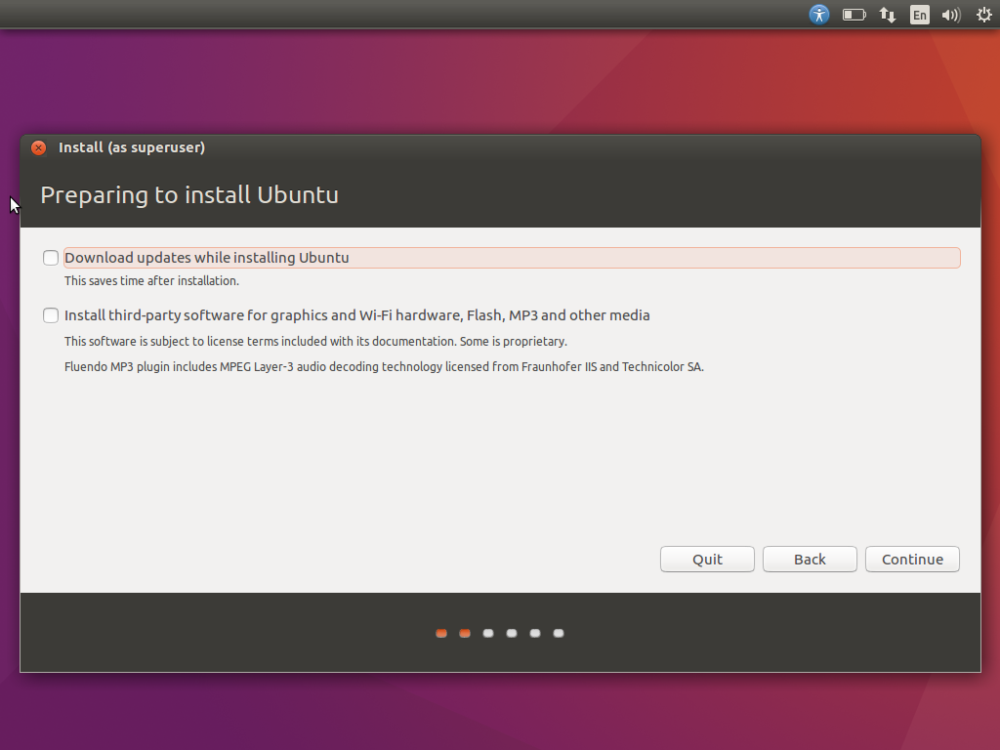 En
Install (as superuser)
Preparing to install Ubuntu
Download updates while installing Ubuntu
This saves time after installation.
Install third-party software for graphics and Wi-Fi hardware, Flash, MP3 and other media
This software is subject to license terms included with its documentation. Some is proprietary.
Fluendo MP3 plugin includes MPEG Layer-3 audio decoding technology licensed from Fraunhofer IIS and Technicolor SA.
Quit Back Continue